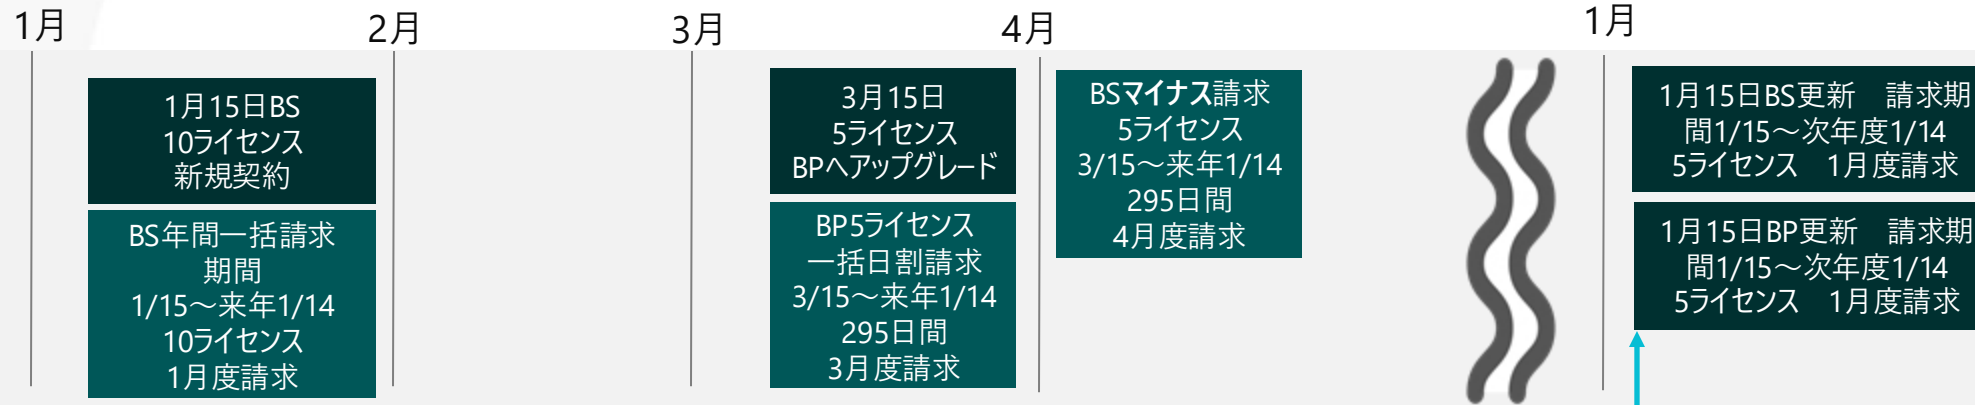 1月
2月
3月
4月
1月
1月15日BS
10ライセンス
新規契約
BS年間一括請求
期間
1/15～来年1/14
10ライセンス
1月度請求
3月15日
5ライセンス
BPへアップグレード
BP5ライセンス
一括日割請求
3/15～来年1/14
295日間
3月度請求
BSマイナス請求
5ライセンス
3/15～来年1/14
295日間
4月度請求
1月15日BS更新　請求期
間1/15～次年度1/14
5ライセンス　1月度請求
1月15日BP更新　請求期
間1/15～次年度1/14
5ライセンス　1月度請求